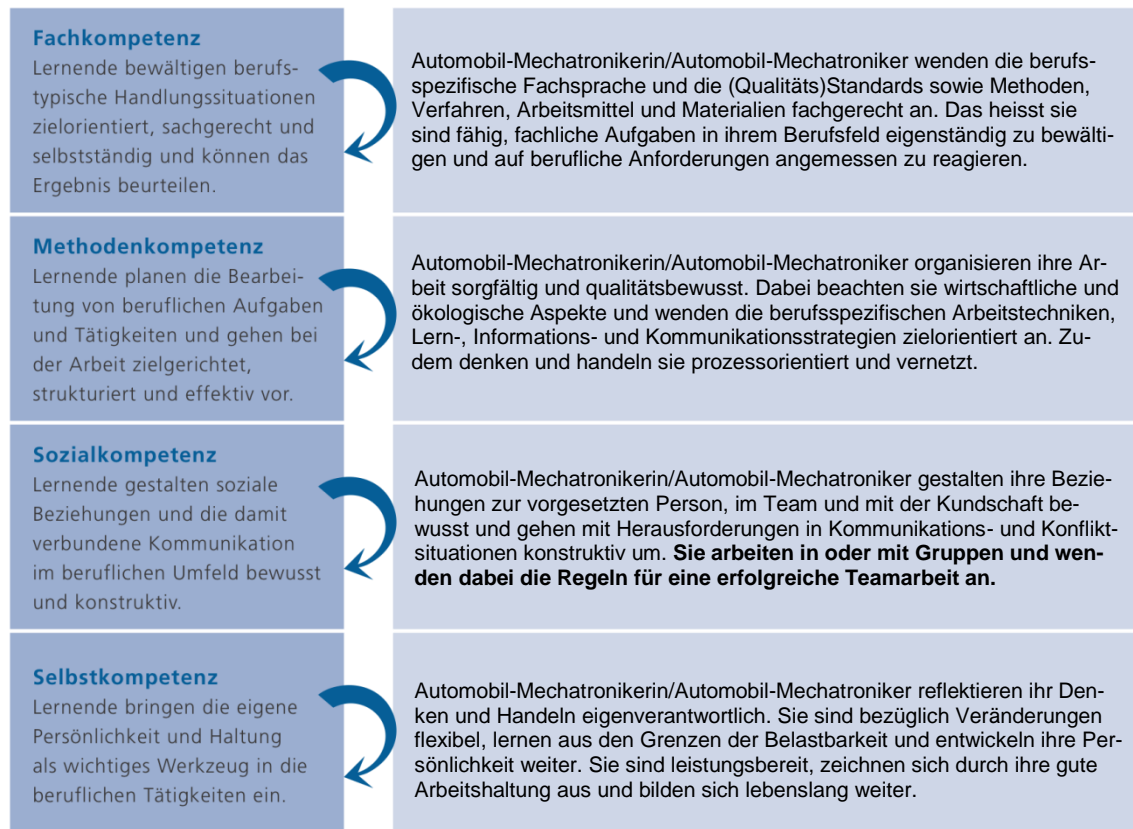 Fachkompetenz
Lernende bewältigen berufs-
typische Handlungssituationen
zielorientiert, sachgerecht und
selbstständig und können das
Ergebnis beurteilen.
Automobil-Mechatronikerin/Automobil-Mechatroniker wenden die berufs-
spezifische Fachsprache und die (Qualitäts)Standards sowie Methoden,
Verfahren, Arbeitsmittel und Materialien fachgerecht an. Das heisst sie
sind fähig, fachliche Aufgaben in ihrem Berufsfeld eigenständig zu bewälti-
gen und auf berufliche Anforderungen angemessen zu reagieren.
Methodenkompetenz
Lernende planen die Bearbei-
tung von beruflichen Aufgaben
und Tätigkeiten und gehen bei
der Arbeit zielgerichtet,
strukturiert und effektiv vor.
Automobil-Mechatronikerin/Automobil-Mechatroniker organisieren ihre Ar-
beit sorgfältig und qualitätsbewusst. Dabei beachten sie wirtschaftliche und
ökologische Aspekte und wenden die berufsspezifischen Arbeitstechniken,
Lern-, Informations- und Kommunikationsstrategien zielorientiert an. Zu-
dem denken und handeln sie prozessorientiert und vernetzt.
Sozialkompetenz
Lernende gestalten soziale
Beziehungen und die damit
verbundene Kommunikation
im beruflichen Umfeld bewusst
und konstruktiv.
Automobil-Mechatronikerin/Automobil-Mechatroniker gestalten ihre Bezie-
hungen zur vorgesetzten Person, im Team und mit der Kundschaft be-
wusst und gehen mit Herausforderungen in Kommunikations- und Konflikt-
situationen konstruktiv um. Sie arbeiten in oder mit Gruppen und wen-
den dabei die Regeln für eine erfolgreiche Teamarbeit an.
Selbstkompetenz
Lernende bringen die eigene
Persönlichkeit und Haltung
als wichtiges Werkzeug in die
beruflichen Tätigkeiten ein.
Automobil-Mechatronikerin/Automobil-Mechatroniker reflektieren ihr Den-
ken und Handeln eigenverantwortlich. Sie sind bezüglich Veränderungen
flexibel, lernen aus den Grenzen der Belastbarkeit und entwickeln ihre Per-
sönlichkeit weiter. Sie sind leistungsbereit, zeichnen sich durch ihre gute
Arbeitshaltung aus und bilden sich lebenslang weiter.